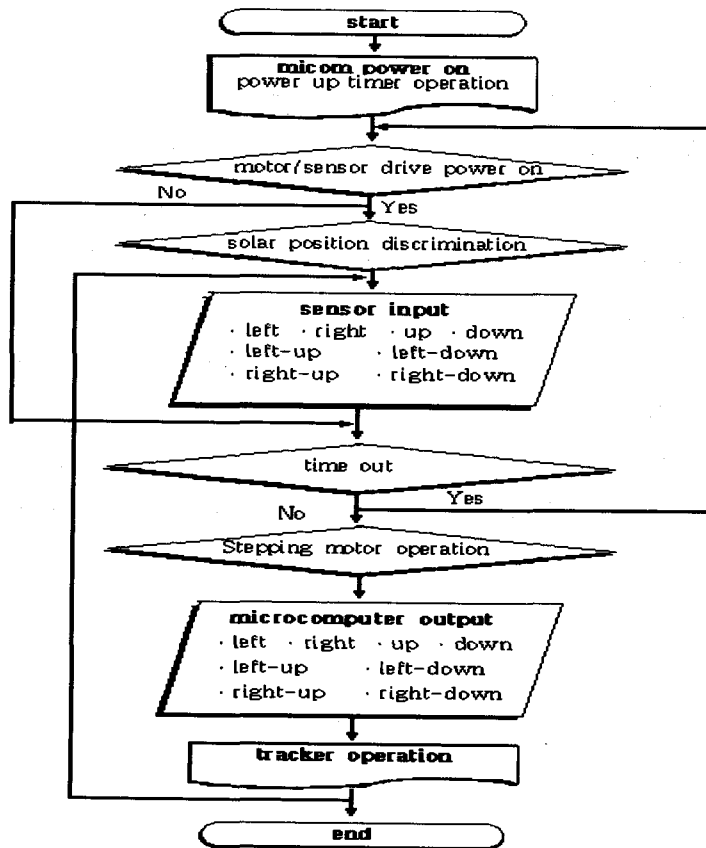 start
micom power on
power up timer operation
motor/sensor drive power on
No
Yes
solar position discrimination
sensor input
· left · right · up · down
· left-up · left-down
· right-up · right-down
time out
Yes
No
Stepping motor operation
microcomputer output
· left · right · up · down
· left-up · left-down
· right-up · right-down
tracker operation
end